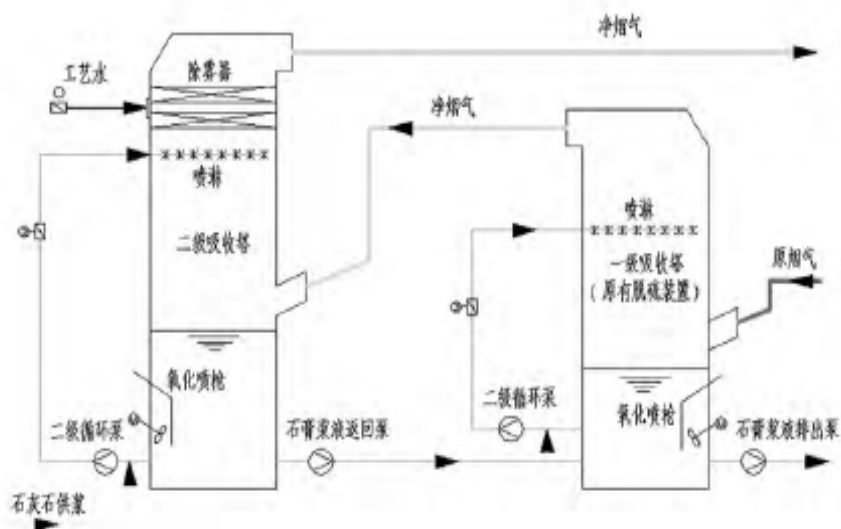 净烟气
工艺水
除雾器
净烟气
喷淋
二级吸收塔
喷淋
一级吸收塔
(原有脱硫装置)
原烟气
氧化喷枪
二级循环泵
石膏浆液返回泵
二级循环泵
氧化喷枪
石膏浆液排出泵
石灰石供浆